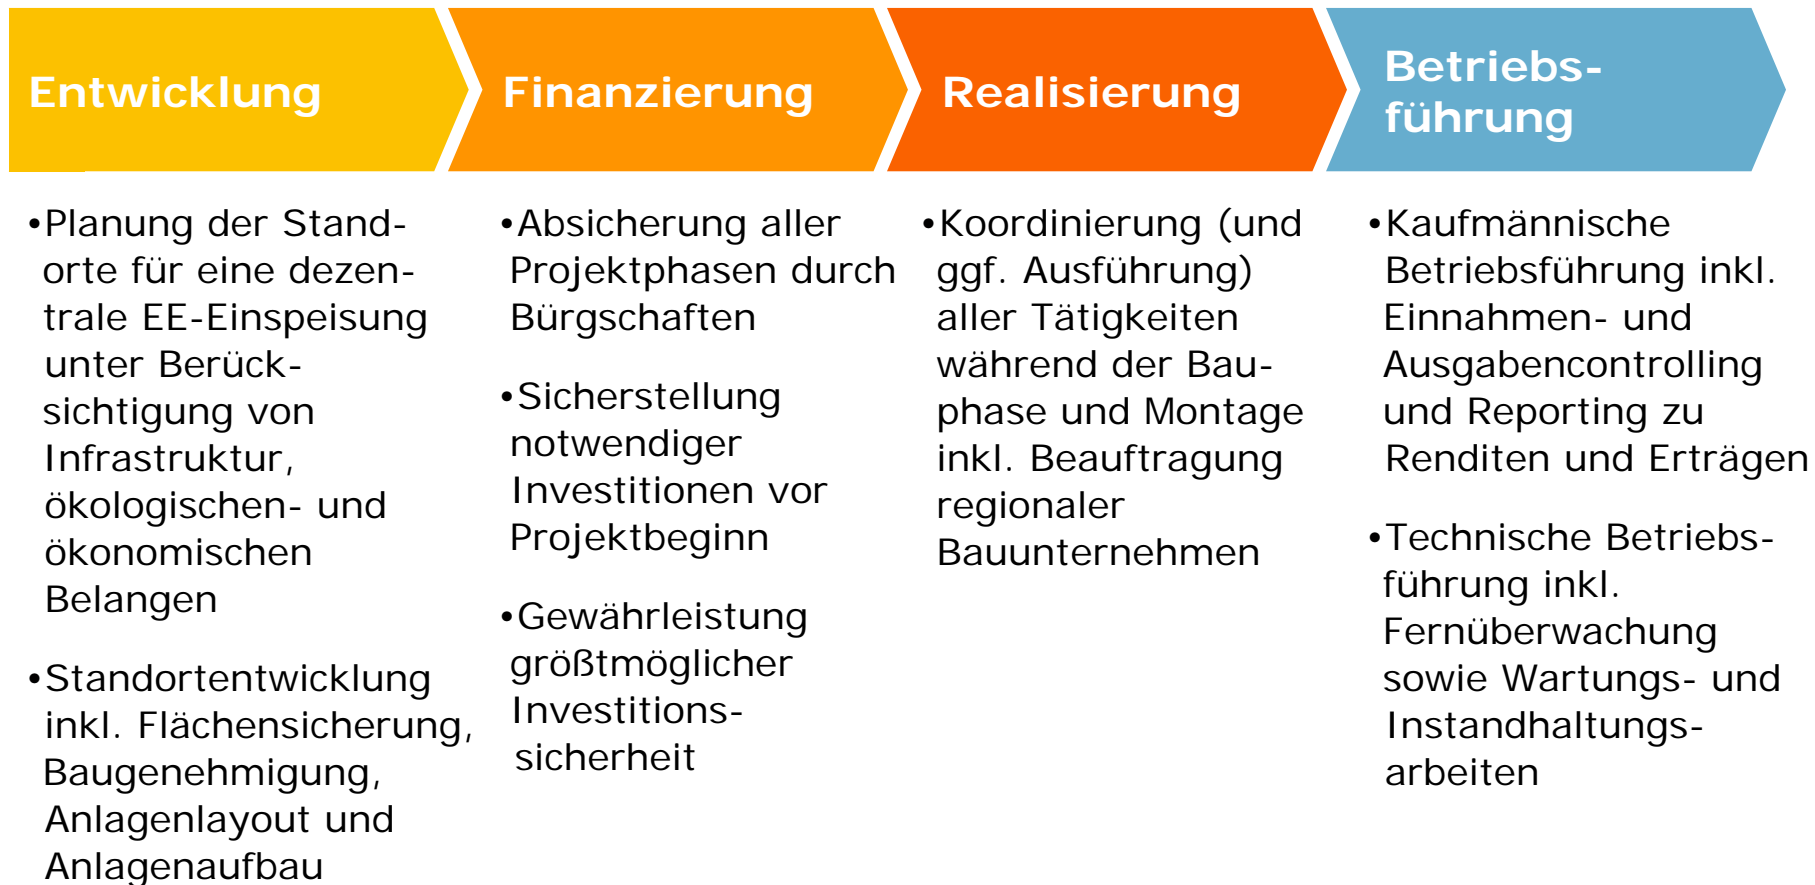 Entwicklung
Finanzierung
Realisierung
Betriebs-
führung
•Planung der Stand-
orte für eine dezen-
trale EE-Einspeisung
unter Berück-
sichtigung von
Infrastruktur,
ökologischen- und
ökonomischen
Belangen
•Standortentwicklung
inkl. Flächensicherung,
Baugenehmigung,
Anlagenlayout und
Anlagenaufbau
•Absicherung aller
Projektphasen durch
Bürgschaften
•Sicherstellung
notwendiger
Investitionen vor
Projektbeginn
•Gewährleistung
größtmöglicher
Investitions-
sicherheit
•Koordinierung (und
ggf. Ausführung)
aller Tätigkeiten
während der Bau-
phase und Montage
inkl. Beauftragung
regionaler
Bauunternehmen
•Kaufmännische
Betriebsführung inkl.
Einnahmen- und
Ausgabencontrolling
und Reporting zu
Renditen und Erträgen
•Technische Betriebs-
führung inkl.
Fernüberwachung
sowie Wartungs- und
Instandhaltungs-
arbeiten